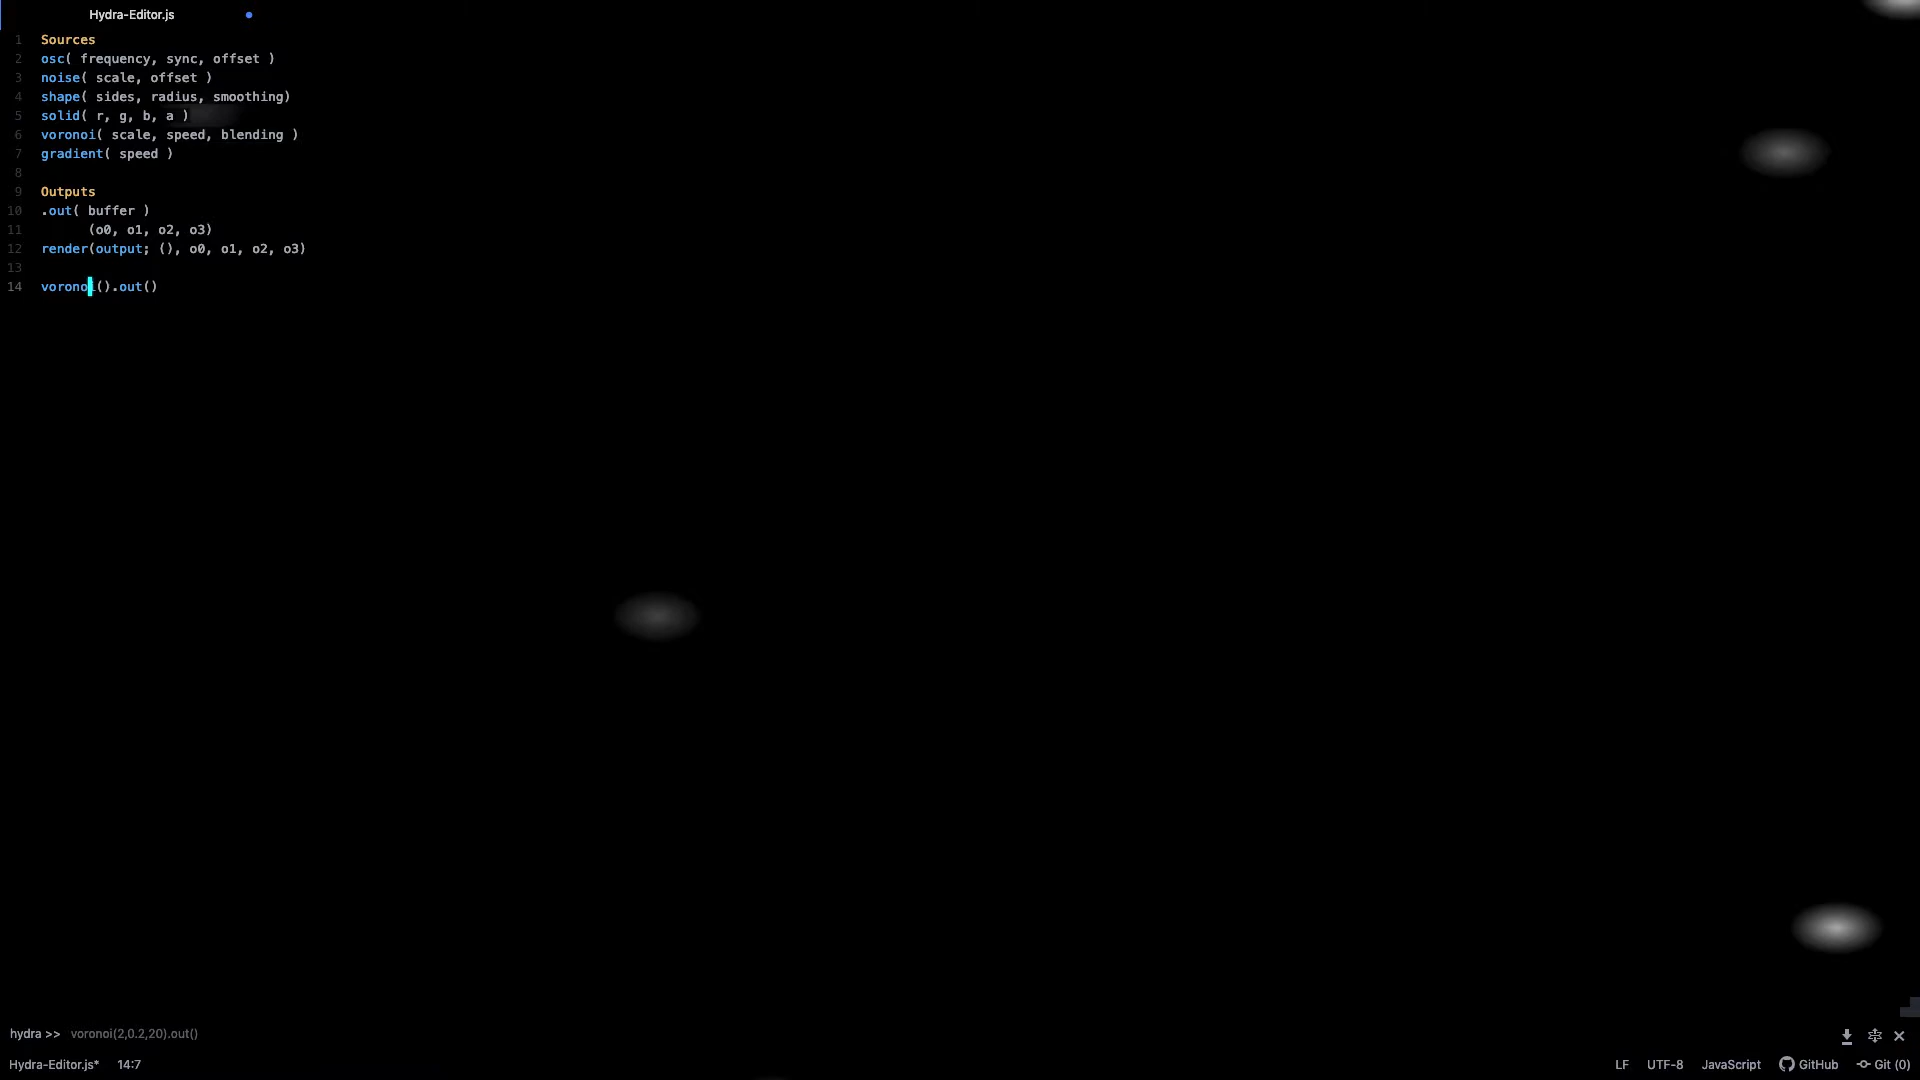 Hydra-Editor.js
1 Sources
2 osc( frequency, sync, offset )
3 noise( scale, offset )
4 shape( sides, radius, smoothing)
5 solid( r, g, b, a )
6 voronoi( scale, speed, blending )
7 gradient( speed )
8
9 Outputs
10 .out( buffer )
11 (o0, o1, o2, o3)
12 render(output; (), o0, o1, o2, o3)
13
14 voronoi().out()
hydra >> voronoi(2,0.2,20).out()
Hydra-Editor.js* 14:7 LF UTF-8 JavaScript GitHub Git (0)